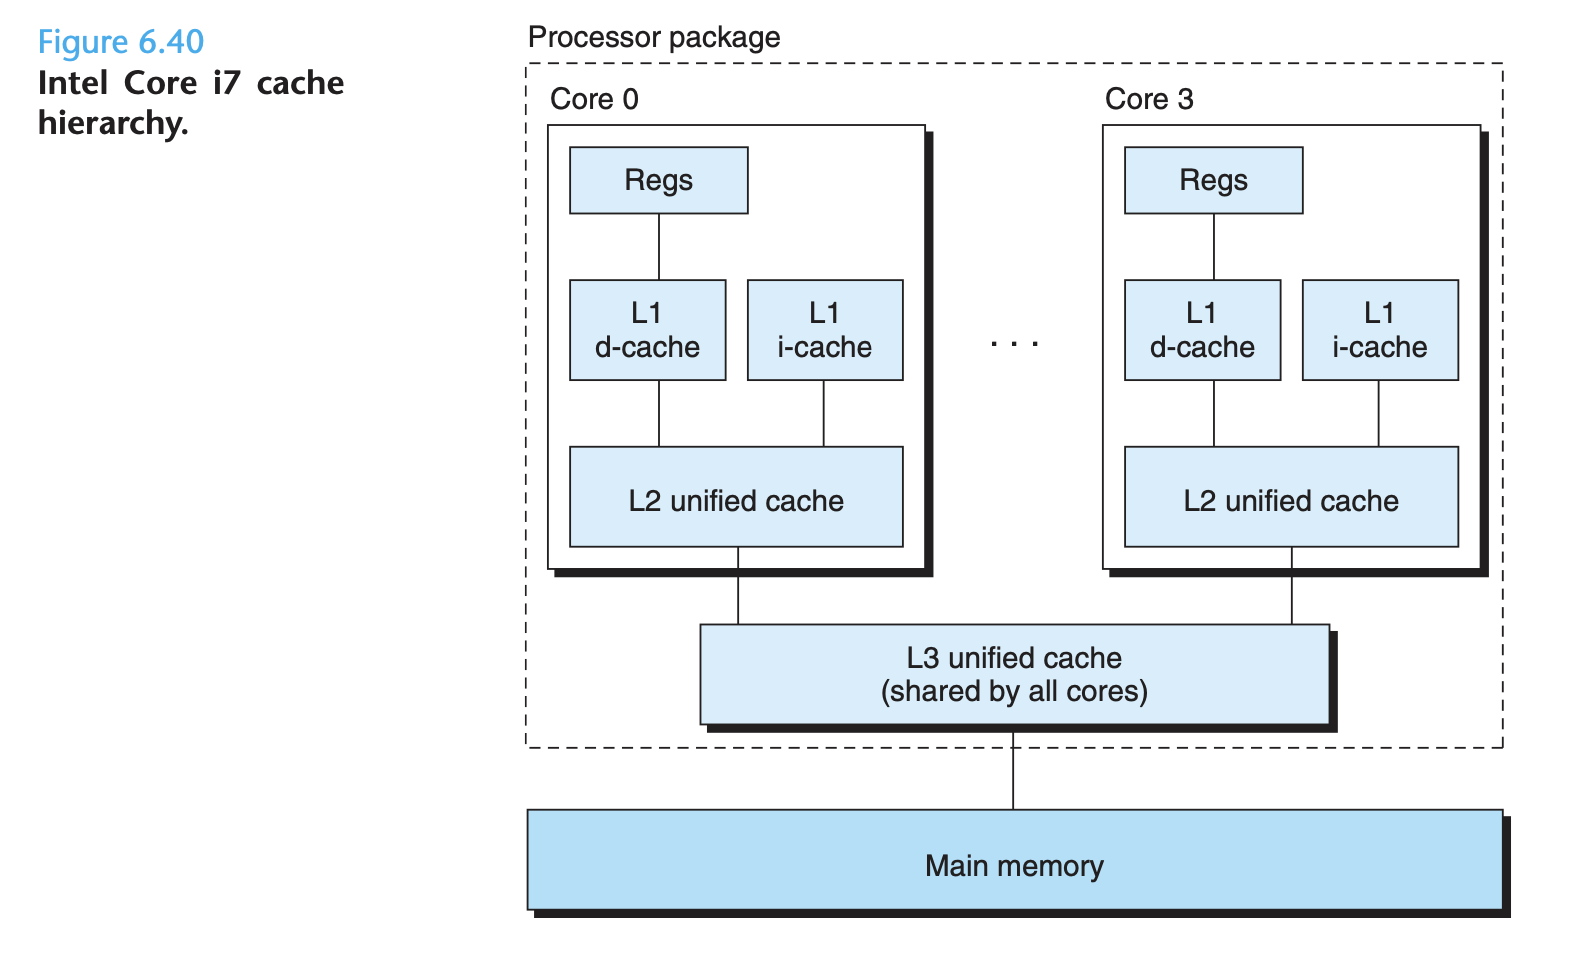 Figure 6.40
Intel Core i7 cache
hierarchy.
Processor package
Core 0
Regs
L1
d-cache
L1
i-cache
L2 unified cache
. . .
Core 3
Regs
L1
d-cache
L1
i-cache
L2 unified cache
L3 unified cache
(shared by all cores)
Main memory